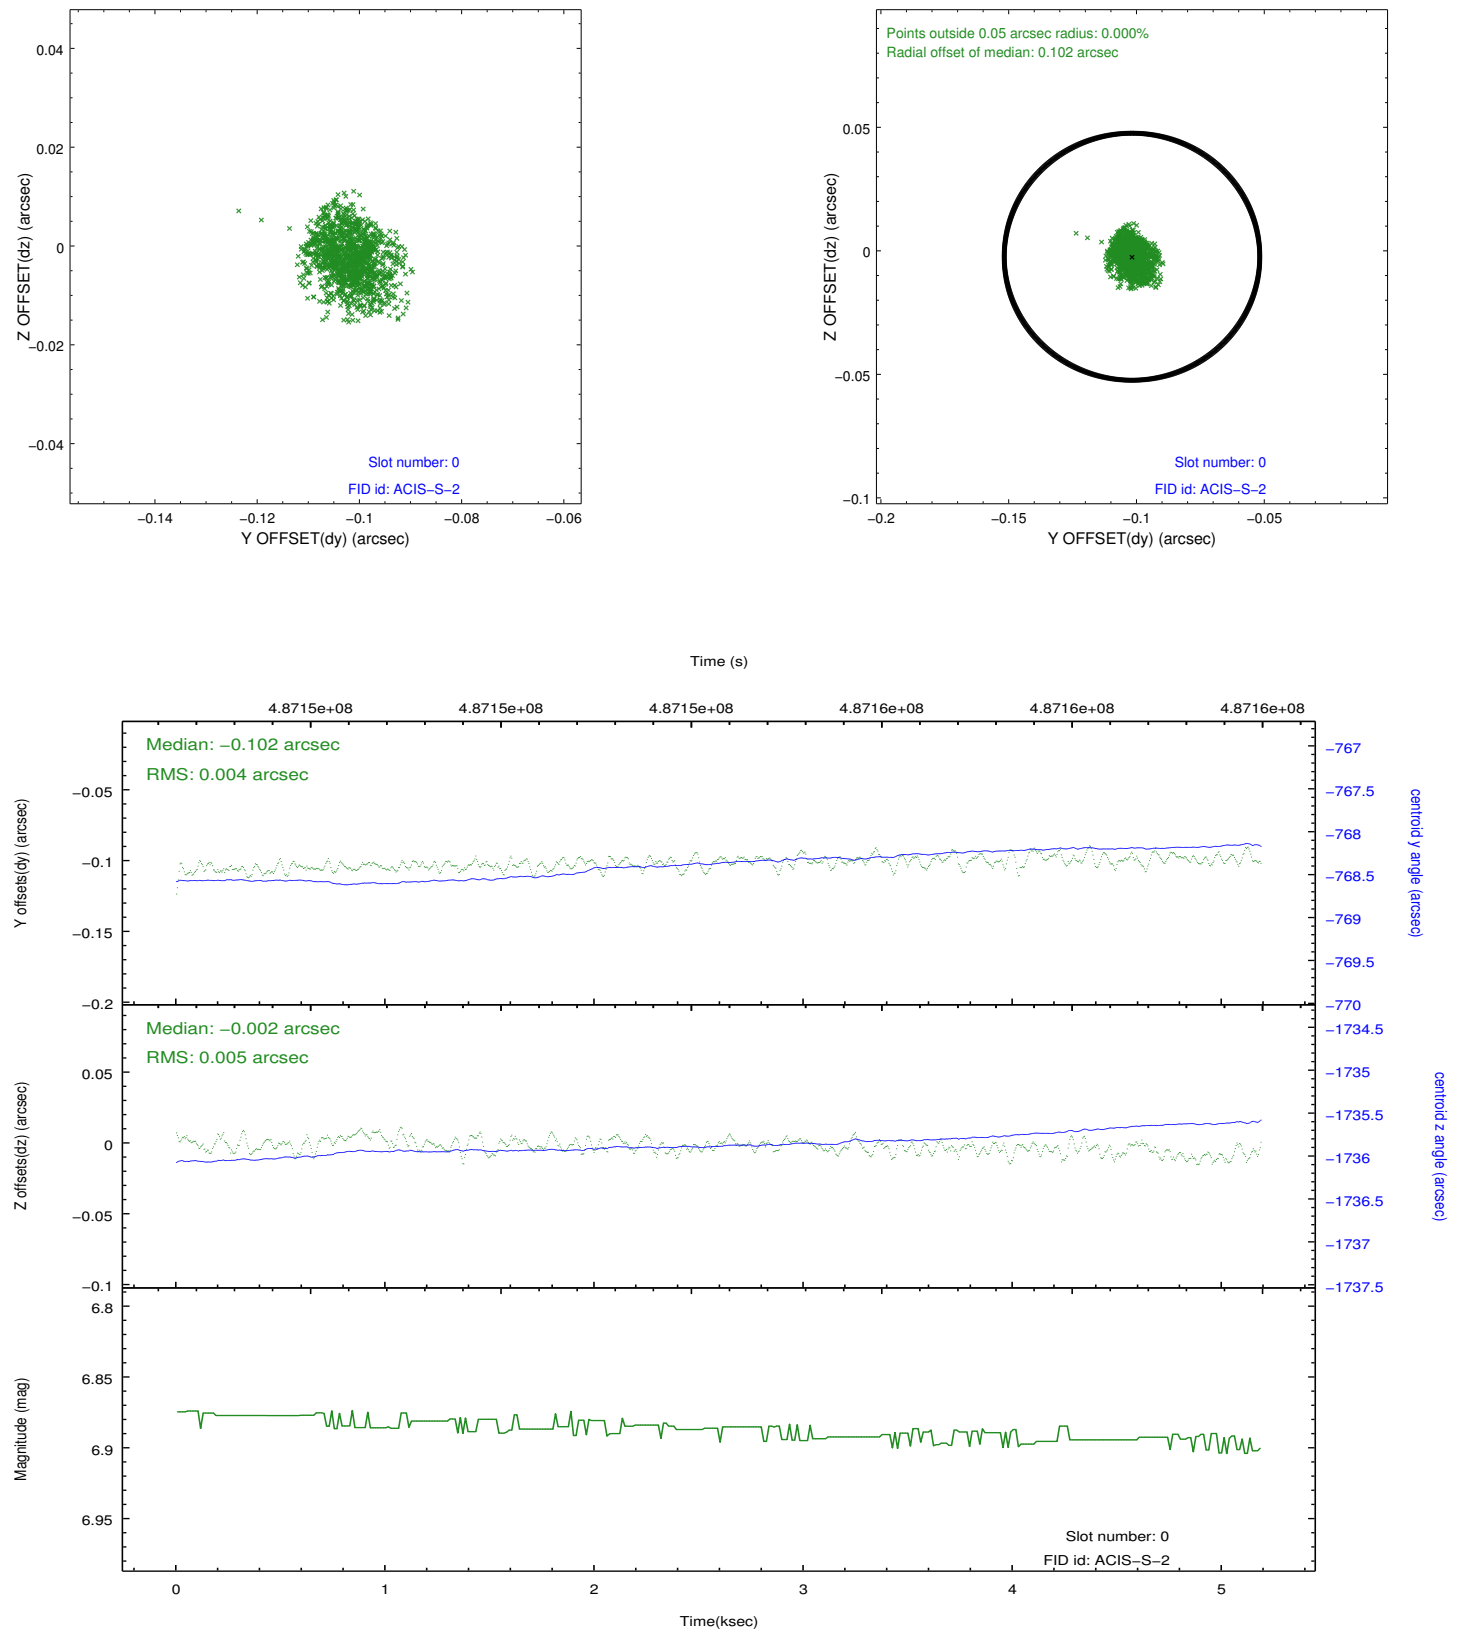 0.04
0.02
0
−0.02
−0.04
Z OFFSET(dz) (arcsec)
Slot number: 0
FID id: ACIS−S−2
−0.14 −0.12 −0.1 −0.08 −0.06
Y OFFSET(dy) (arcsec)
Points outside 0.05 arcsec radius: 0.000%
Radial offset of median: 0.102 arcsec
0.05
0
−0.05
−0.1
Z OFFSET(dz) (arcsec)
Slot number: 0
FID id: ACIS−S−2
−0.2 −0.15 −0.1 −0.05
Y OFFSET(dy) (arcsec)
Time (s)
4.8715e+08 4.8715e+08 4.8715e+08 4.8716e+08 4.8716e+08 4.8716e+08
Median: −0.102 arcsec
RMS: 0.004 arcsec
−0.05
−0.1
−0.15
−0.2
Y offsets(dy) (arcsec)
−767
−767.5
−768
−768.5
−769
−769.5
−770
centroid y angle (arcsec)
Median: −0.002 arcsec
RMS: 0.005 arcsec
0.05
0
−0.05
−0.1
Z offsets(dz) (arcsec)
−1734.5
−1735
−1735.5
−1736
−1736.5
−1737
−1737.5
centroid z angle (arcsec)
6.8
6.85
6.9
6.95
Magnitude (mag)
Slot number: 0
FID id: ACIS−S−2
0 1 2 3 4 5
Time(ksec)